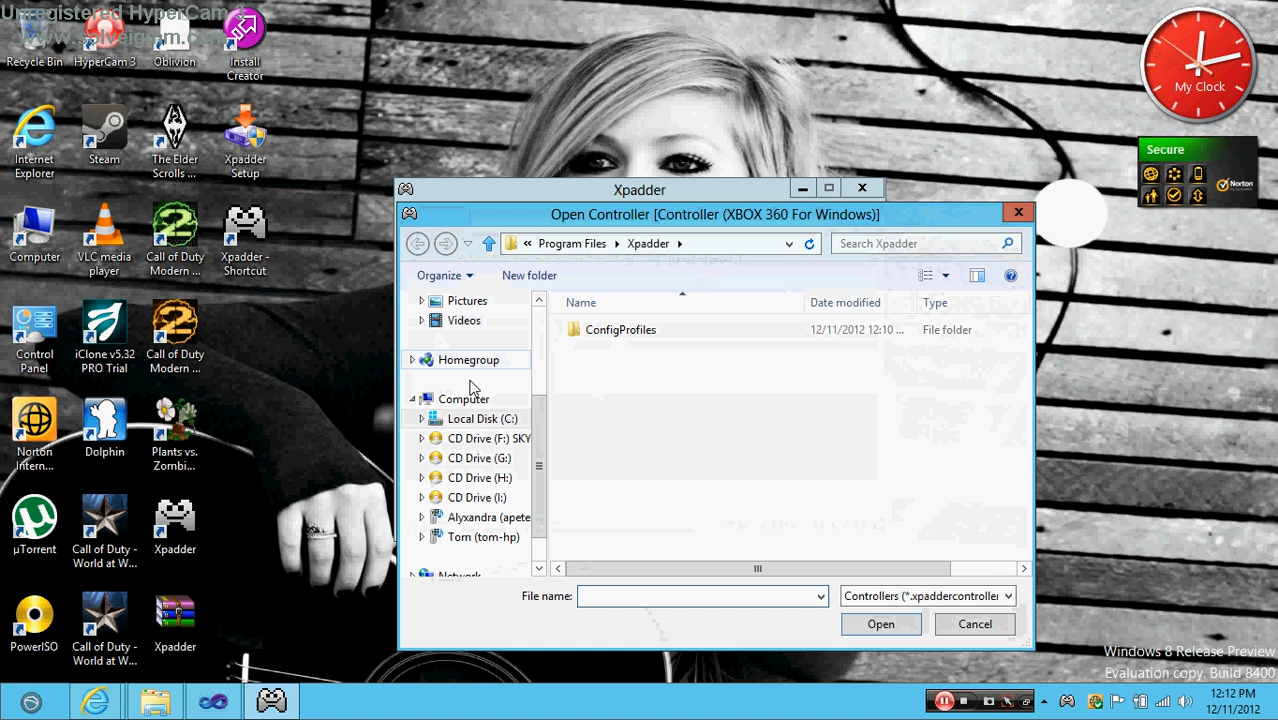 Unregistered HyperCam
Recycle Bin
HyperCam 3
Oblivion
Install Creator
Internet Explorer
Steam
The Elder Scrolls ...
Xpadder Setup
Computer
VLC media player
Call of Duty Modern ...
Xpadder - Shortcut
Control Panel
iClone v5.32 PRO Trial
Call of Duty Modern ...
Norton Intern...
Dolphin
Plants vs. Zombi...
µTorrent
Call of Duty - World at W...
Xpadder
PowerISO
Call of Duty - World at W...
Xpadder
My Clock
Secure
Norton
Xpadder
Open Controller [Controller (XBOX 360 For Windows)]
« Program Files Xpadder
Search Xpadder
Organize
New folder
Name
Date modified
Type
ConfigProfiles
12/11/2012 12:10 ...
File folder
Pictures
Videos
Homegroup
Computer
Local Disk (C:)
CD Drive (F:) SKY
CD Drive (G:)
CD Drive (H:)
CD Drive (I:)
Alyxandra (apete
Tom (tom-hp)
Network
File name:
Controllers (*.xpaddercontroller
Open
Cancel
Windows 8 Release Preview
Evaluation copy. Build 8400
12:12 PM
12/11/2012